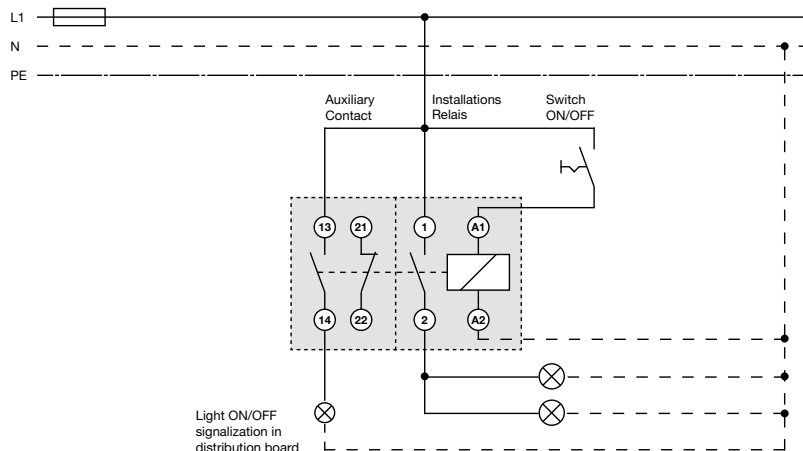 L1
N
PE
Auxiliary
Contact
Installations
Relais
Switch
ON/OFF
13 21 1 A1
14 22 2 A2
Light ON/OFF
signalization in
distribution board